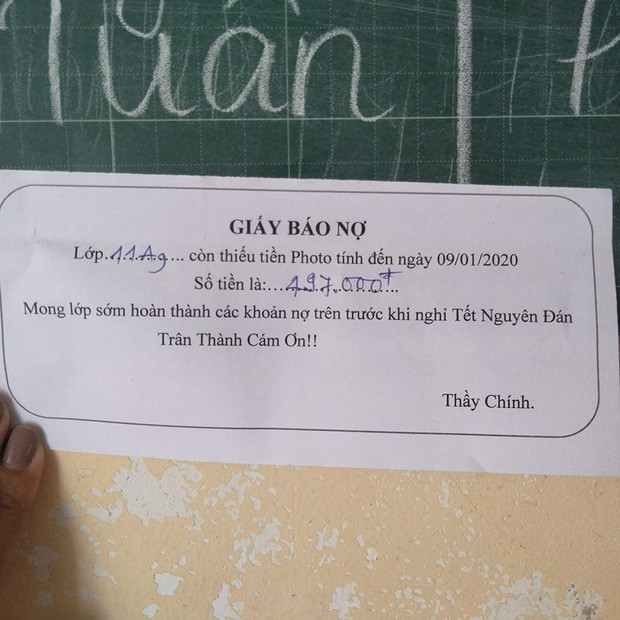 Tuần
GIẤY BÁO NỢ
Lớp.11A9... còn thiếu tiền Photo tính đến ngày 09/01/2020
Số tiền là:...497.000đ...
Mong lớp sớm hoàn thành các khoản nợ trên trước khi nghỉ Tết Nguyên Đán
Trân Thành Cám Ơn!!
Thầy Chính.